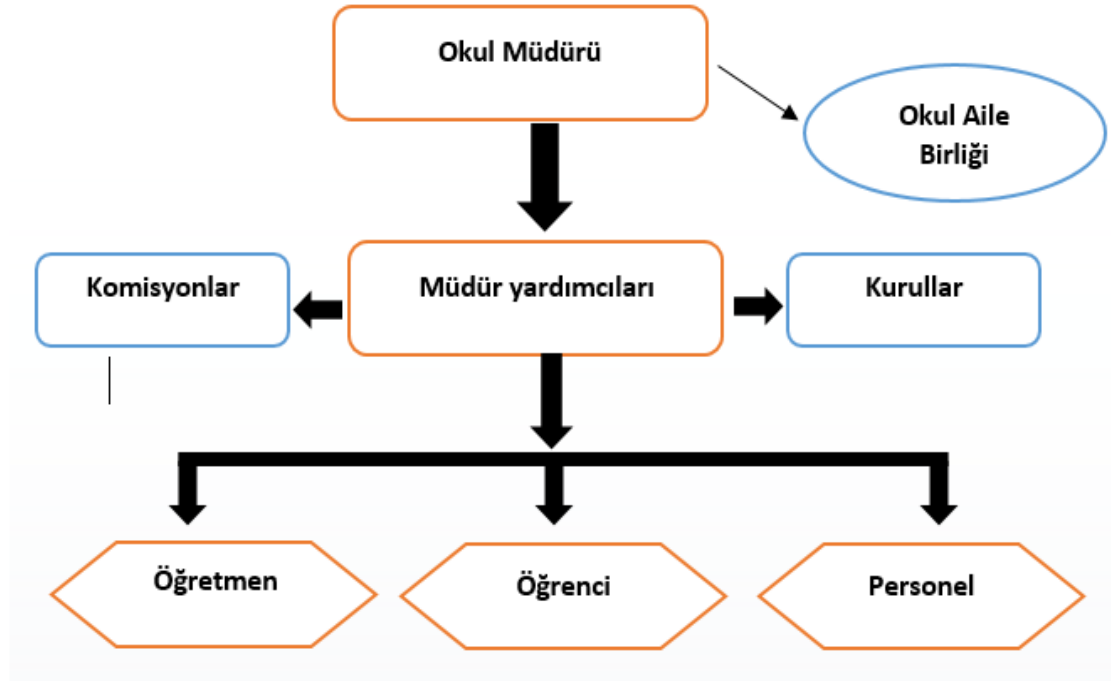 Okul Müdürü
Okul Aile
Birliği
Komisyonlar
Müdür yardımcıları
Kurullar
Öğretmen
Öğrenci
Personel